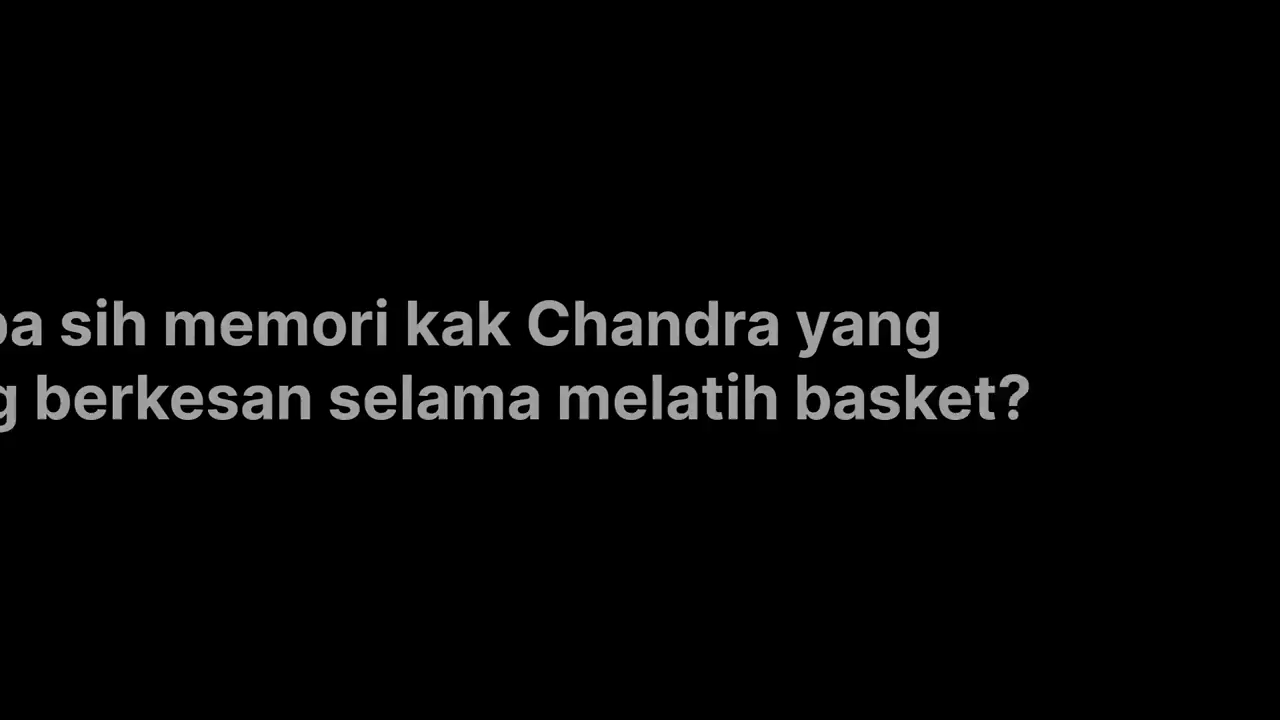 sih memori kak Chandra yang
berkesan selama melatih basket?